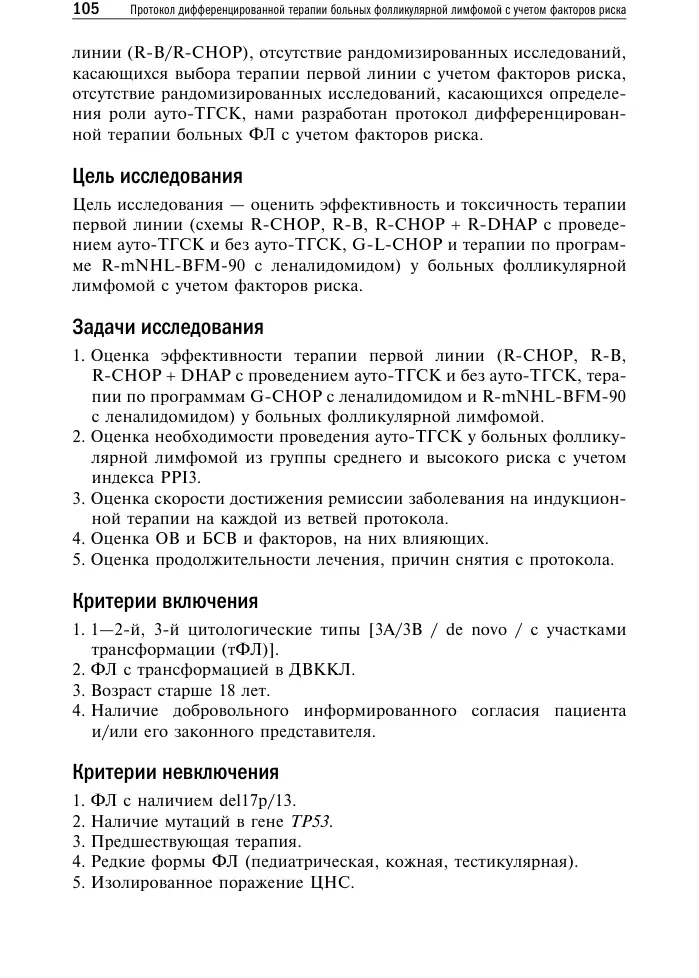 105 Протокол дифференцированной терапии больных фолликулярной лимфомой с учетом факторов риска
линии (R-B/R-CHOP), отсутствие рандомизированных исследований,
касающихся выбора терапии первой линии с учетом факторов риска,
отсутствие рандомизированных исследований, касающихся определе-
ния роли ауто-ТГСК, нами разработан протокол дифференцирован-
ной терапии больных ФЛ с учетом факторов риска.
Цель исследования
Цель исследования — оценить эффективность и токсичность терапии
первой линии (схемы R-CHOP, R-B, R-CHOP + R-DHAP с проведе-
нием ауто-ТГСК и без ауто-ТГСК, G-L-CHOP и терапии по програм-
ме R-mNHL-BFM-90 с леналидомидом) у больных фолликулярной
лимфомой с учетом факторов риска.
Задачи исследования
1. Оценка эффективности терапии первой линии (R-CHOP, R-B,
R-CHOP + DHAP с проведением ауто-ТГСК и без ауто-ТГСК, тера-
пии по программам G-CHOP с леналидомидом и R-mNHL-BFM-90
с леналидомидом) у больных фолликулярной лимфомой.
2. Оценка необходимости проведения ауто-ТГСК у больных фоллику-
лярной лимфомой из группы среднего и высокого риска с учетом
индекса PPI3.
3. Оценка скорости достижения ремиссии заболевания на индукцион-
ной терапии на каждой из ветвей протокола.
4. Оценка ОВ и БСВ и факторов, на них влияющих.
5. Оценка продолжительности лечения, причин снятия с протокола.
Критерии включения
1. 1—2-й, 3-й цитологические типы [3А/3В / de novo / с участками
трансформации (тФЛ)].
2. ФЛ с трансформацией в ДВККЛ.
3. Возраст старше 18 лет.
4. Наличие добровольного информированного согласия пациента
и/или его законного представителя.
Критерии невключения
1. ФЛ с наличием del17p/13.
2. Наличие мутаций в гене TP53.
3. Предшествующая терапия.
4. Редкие формы ФЛ (педиатрическая, кожная, тестикулярная).
5. Изолированное поражение ЦНС.